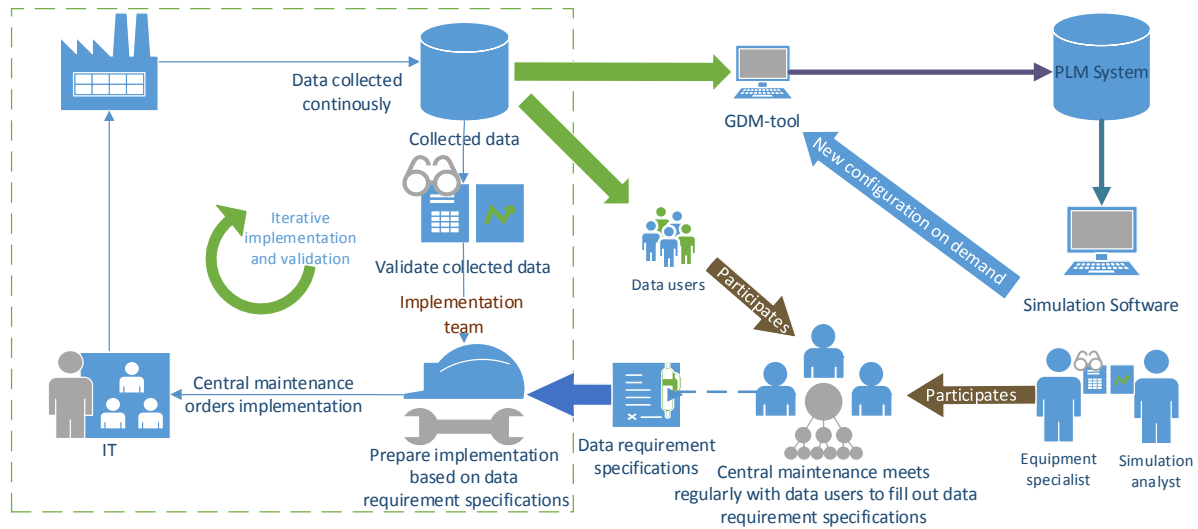 Data collected
continously
Collected data
GDM-tool
PLM System
New configuration on demand
Iterative
implementation
and validation
Validate collected data
Data users
Simulation Software
Implementation
team
Participates
Central maintenance
orders implementation
Participates
IT
Prepare implementation
based on data
requirement specifications
Data requirement
specifications
Central maintenance meets
regularly with data users to fill out data
requirement specifications
Equipment
specialist
Simulation
analyst